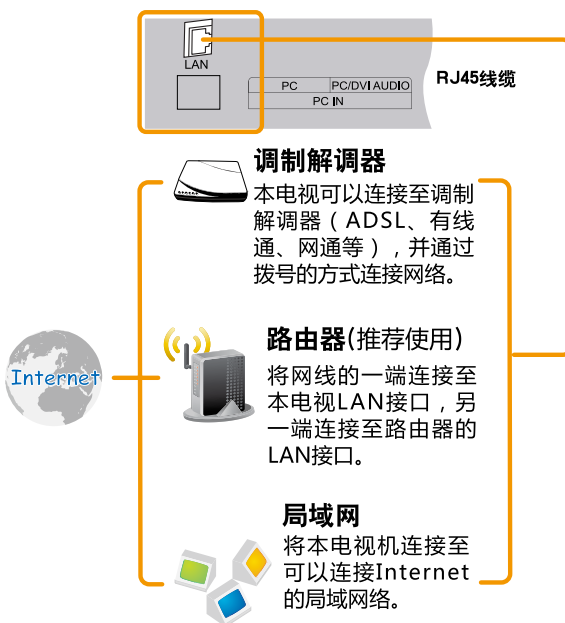 LAN
RJ45线缆
PC
PC/DVI AUDIO
PC IN
调制解调器
本电视可以连接至调制
解调器（ADSL、有线
通、网通等），并通过
拨号的方式连接网络。
路由器(推荐使用)
Internet
将网线的一端连接至
本电视LAN接口，另
一端连接至路由器的
LAN接口。
局域网
将本电视机连接至
可以连接Internet
的局域网络。